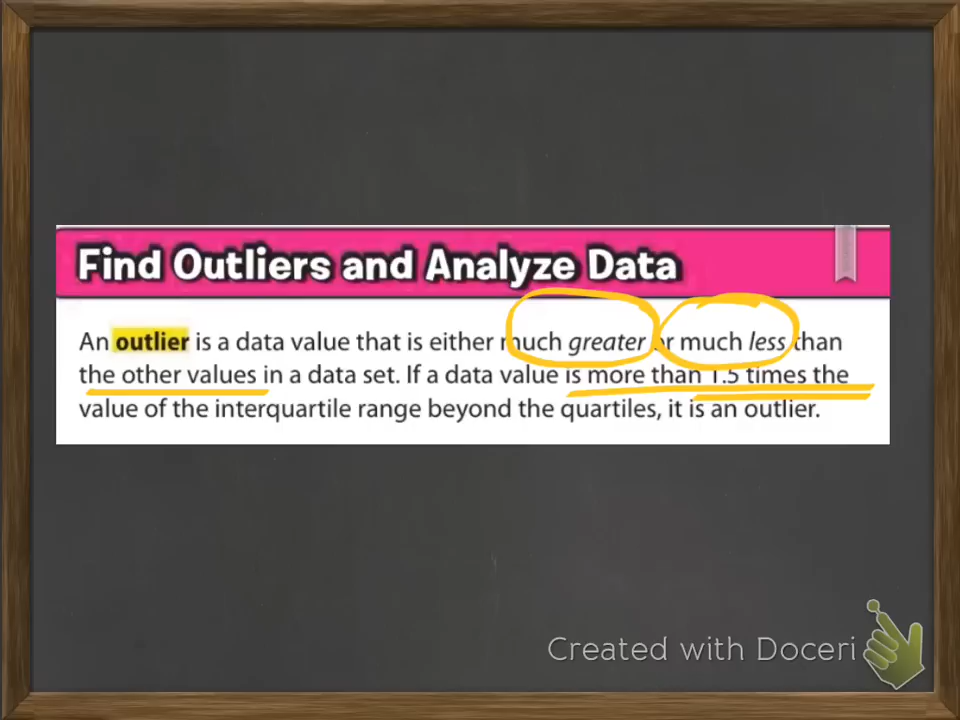 Find Outliers and Analyze Data
An outlier is a data value that is either much greater or much less than
the other values in a data set. If a data value is more than 1.5 times the
value of the interquartile range beyond the quartiles, it is an outlier.
Created with Doceri